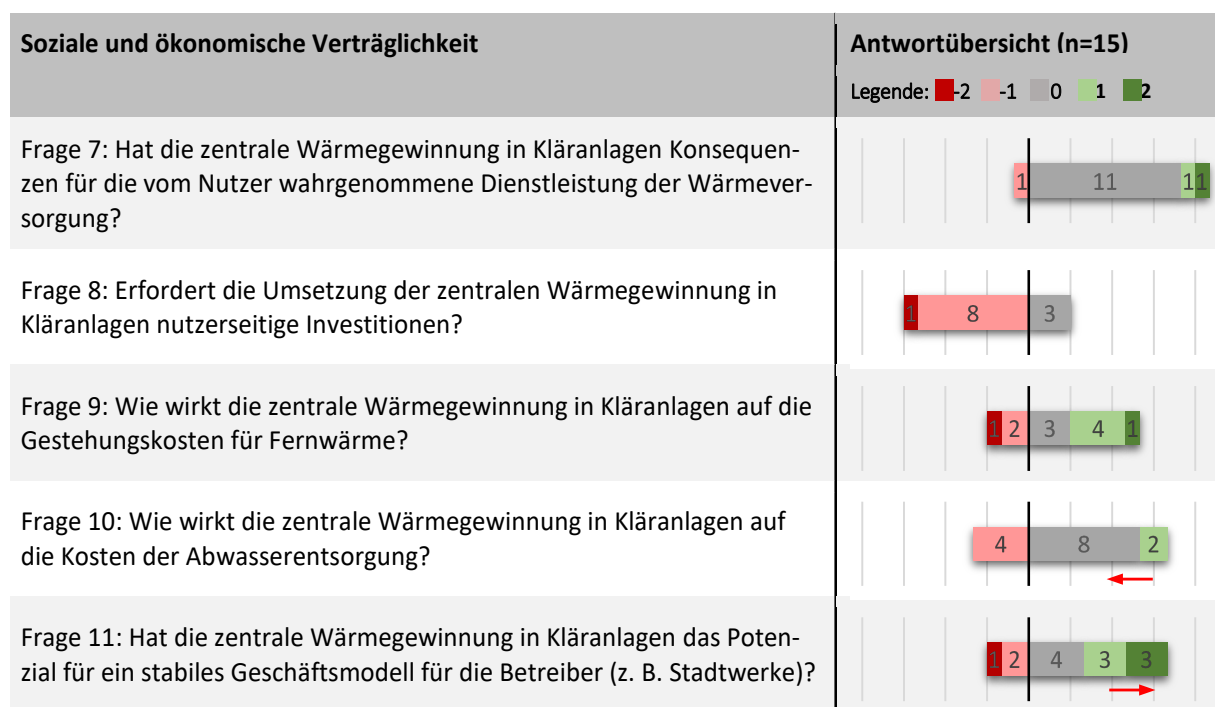 Soziale und ökonomische Verträglichkeit
Antwortübersicht (n=15)
Legende: -2 -1 0 1 2
Frage 7: Hat die zentrale Wärmegewinnung in Kläranlagen Konsequen-
zen für die vom Nutzer wahrgenommene Dienstleistung der Wärmever-
sorgung?
1 11 1 1
Frage 8: Erfordert die Umsetzung der zentralen Wärmegewinnung in
Kläranlagen nutzerseitige Investitionen?
1 8 3
Frage 9: Wie wirkt die zentrale Wärmegewinnung in Kläranlagen auf die
Gestehungskosten für Fernwärme?
1 2 3 4 1
Frage 10: Wie wirkt die zentrale Wärmegewinnung in Kläranlagen auf
die Kosten der Abwasserentsorgung?
4 8 2
Frage 11: Hat die zentrale Wärmegewinnung in Kläranlagen das Poten-
zial für ein stabiles Geschäftsmodell für die Betreiber (z. B. Stadtwerke)?
1 2 4 3 3